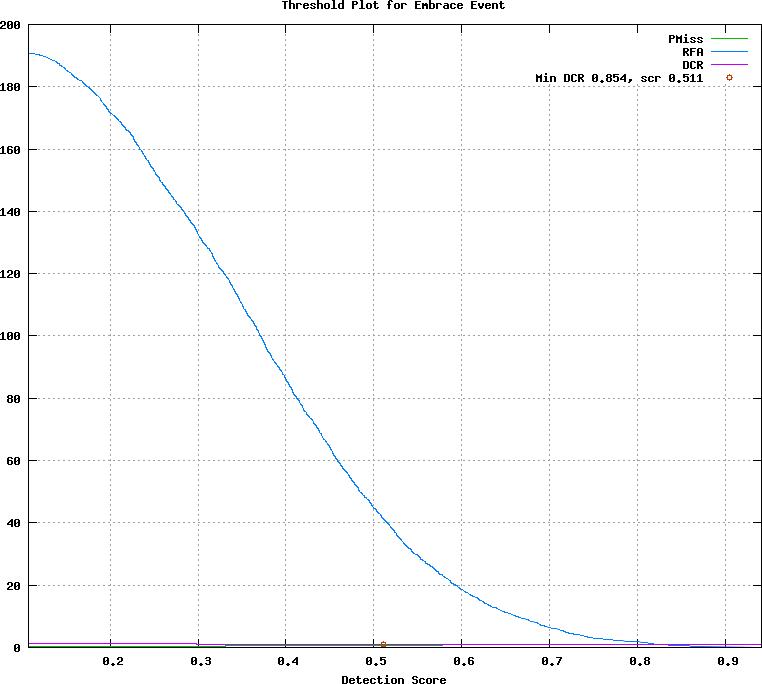 Threshold Plot for Embrace Event
PMiss
RFA
DCR
Min DCR 0.854, scr 0.511
200
180
160
140
120
100
80
60
40
20
0
0.2 0.3 0.4 0.5 0.6 0.7 0.8 0.9
Detection Score